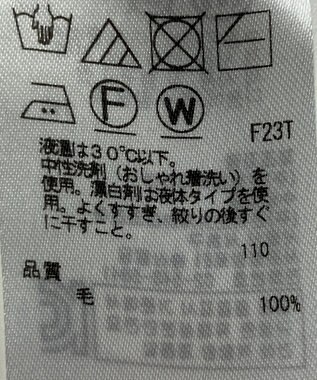 F W
F23T
液温は30℃以下。
中性洗剤（おしゃれ着洗い）を
使用。漂白剤は液体タイプを使
用。よくすすぎ、絞りの後すぐ
に干すこと。
110
品質
毛 100%